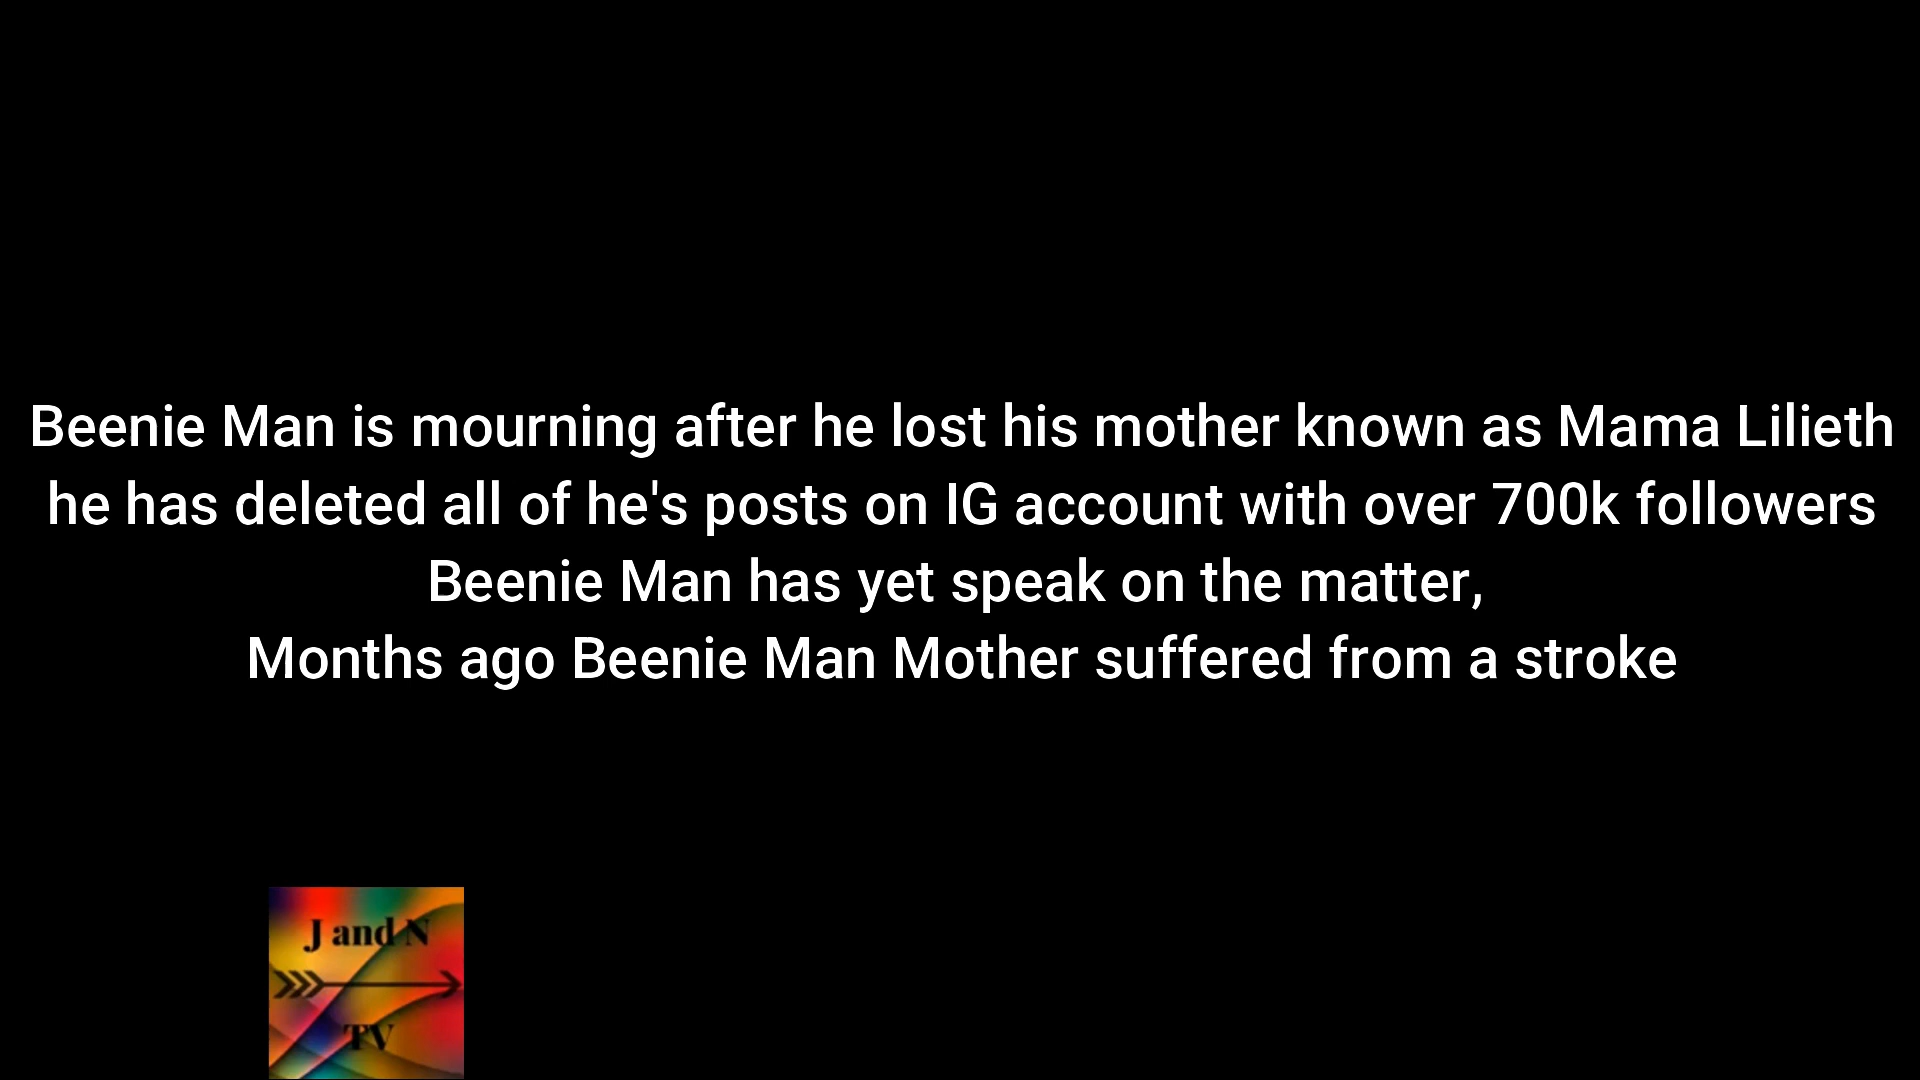 Beenie Man is mourning after he lost his mother known as Mama Lilieth
he has deleted all of he's posts on IG account with over 700k followers
Beenie Man has yet speak on the matter,
Months ago Beenie Man Mother suffered from a stroke
J and N
TV